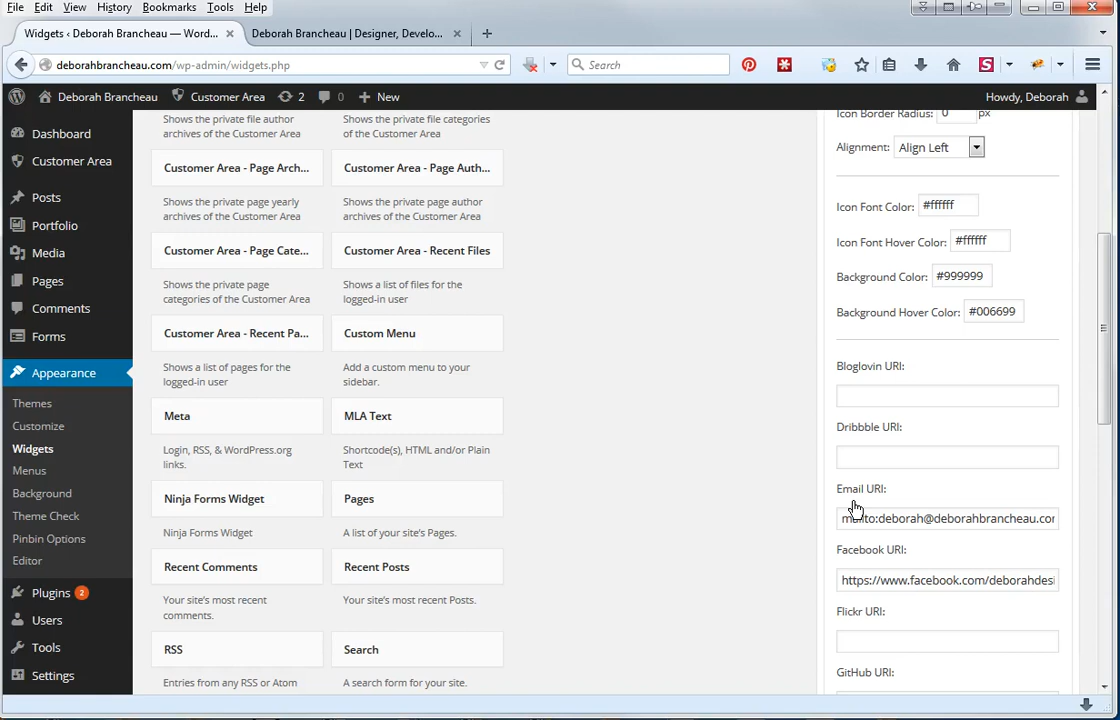 File Edit View History Bookmarks Tools Help
Widgets ‹ Deborah Brancheau — Word...
Deborah Brancheau | Designer, Develo...
deborahbrancheau.com/wp-admin/widgets.php
Search
Deborah Brancheau
Customer Area
2
0
New
Howdy, Deborah
Dashboard
Customer Area
Posts
Portfolio
Media
Pages
Comments
Forms
Appearance
Themes
Customize
Widgets
Menus
Background
Theme Check
Pinbin Options
Editor
Plugins 2
Users
Tools
Settings
Shows the private file author
archives of the Customer Area
Shows the private file categories
of the Customer Area
Customer Area - Page Arch...
Customer Area - Page Auth...
Shows the private page yearly
archives of the Customer Area
Shows the private page author
archives of the Customer Area
Customer Area - Page Cate...
Customer Area - Recent Files
Shows the private page
categories of the Customer Area
Shows a list of files for the
logged-in user
Customer Area - Recent Pa...
Custom Menu
Shows a list of pages for the
logged-in user
Add a custom menu to your
sidebar.
Meta
MLA Text
Login, RSS, & WordPress.org
links.
Shortcode(s), HTML and/or Plain
Text
Ninja Forms Widget
Pages
Ninja Forms Widget
A list of your site's Pages.
Recent Comments
Recent Posts
Your site's most recent
comments.
Your site's most recent Posts.
RSS
Search
Entries from any RSS or Atom
A search form for your site.
Icon Border Radius: 0 px
Alignment: Align Left
Icon Font Color: #ffffff
Icon Font Hover Color: #ffffff
Background Color: #999999
Background Hover Color: #006699
Bloglovin URI:
Dribbble URI:
Email URI:
mailto:deborah@deborahbrancheau.com
Facebook URI:
https://www.facebook.com/deborahdesi
Flickr URI:
GitHub URI: